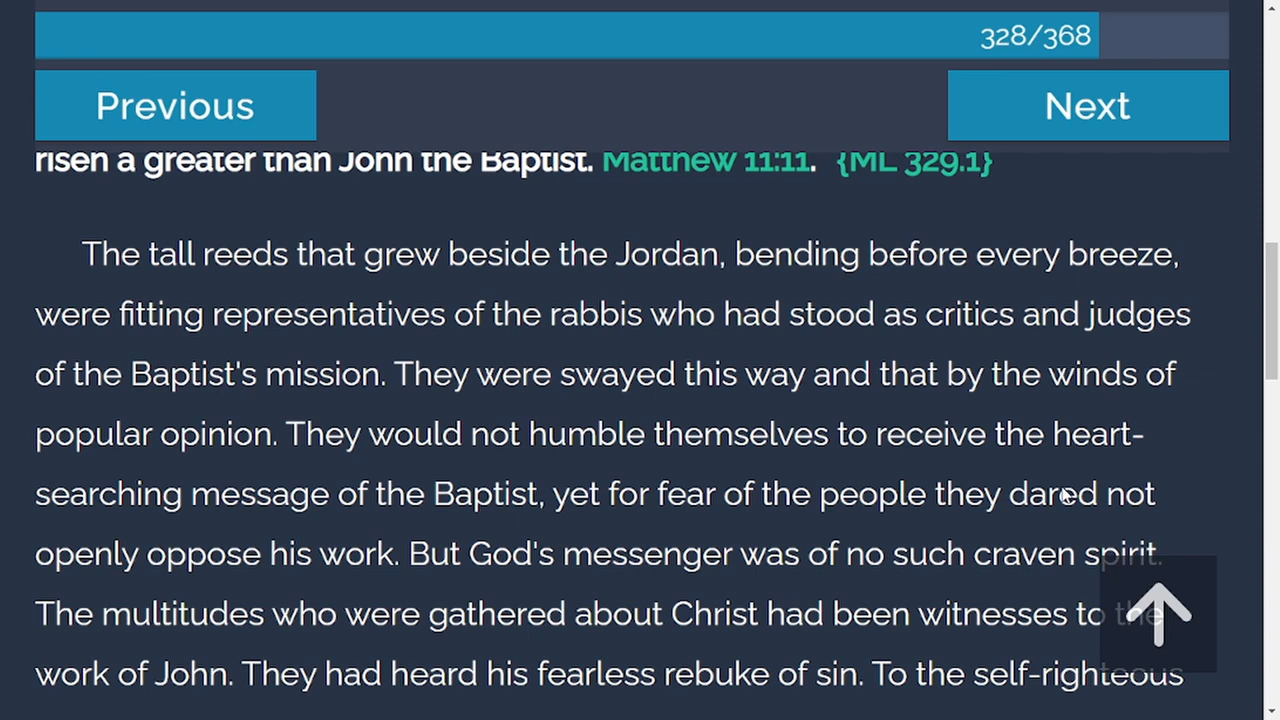 328/368
Previous
Next
risen a greater than John the Baptist. Matthew 11:11. {ML 329.1}
The tall reeds that grew beside the Jordan, bending before every breeze,
were fitting representatives of the rabbis who had stood as critics and judges
of the Baptist's mission. They were swayed this way and that by the winds of
popular opinion. They would not humble themselves to receive the heart-
searching message of the Baptist, yet for fear of the people they dared not
openly oppose his work. But God's messenger was of no such craven spirit.
The multitudes who were gathered about Christ had been witnesses to the
work of John. They had heard his fearless rebuke of sin. To the self-righteous